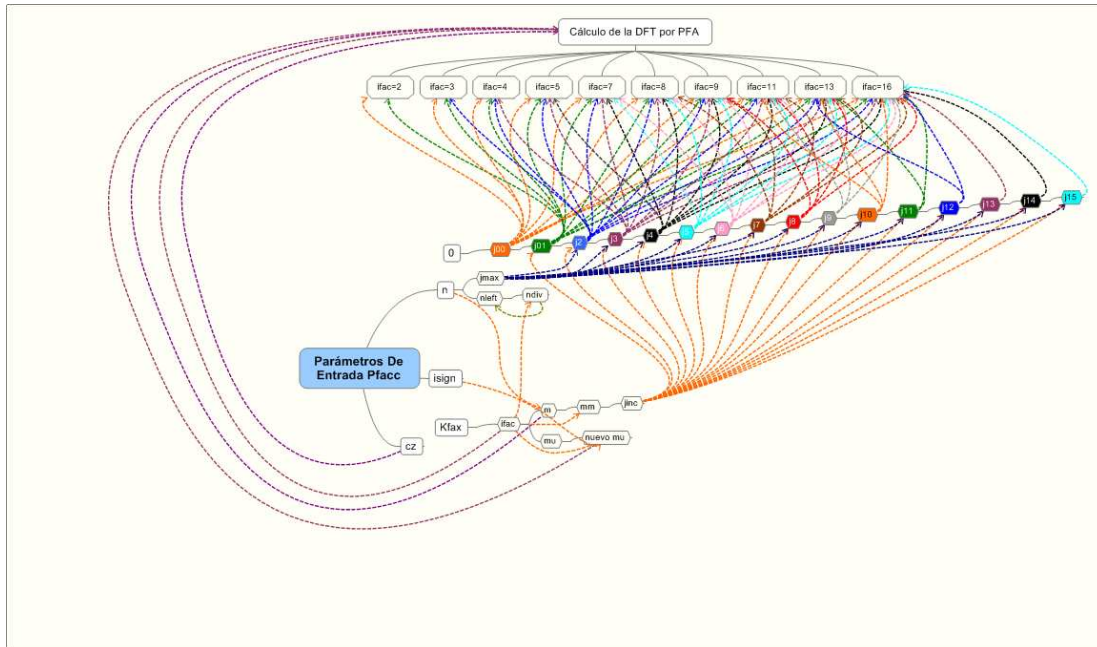 Cálculo de la DFT por PFA
ifac=2 ifac=3 ifac=4 ifac=5 ifac=7 ifac=8 ifac=9 ifac=11 ifac=13 ifac=16
0 j00 j01 j2 j3 j4 j5 j6 j7 j8 j9 j10 j11 j12 j13 j14 j15
jmax
n
nleft ndiv
Parámetros De
Entrada Pfacc
isign
m mm jinc
Kfax ifac
mu nuevo mu
cz